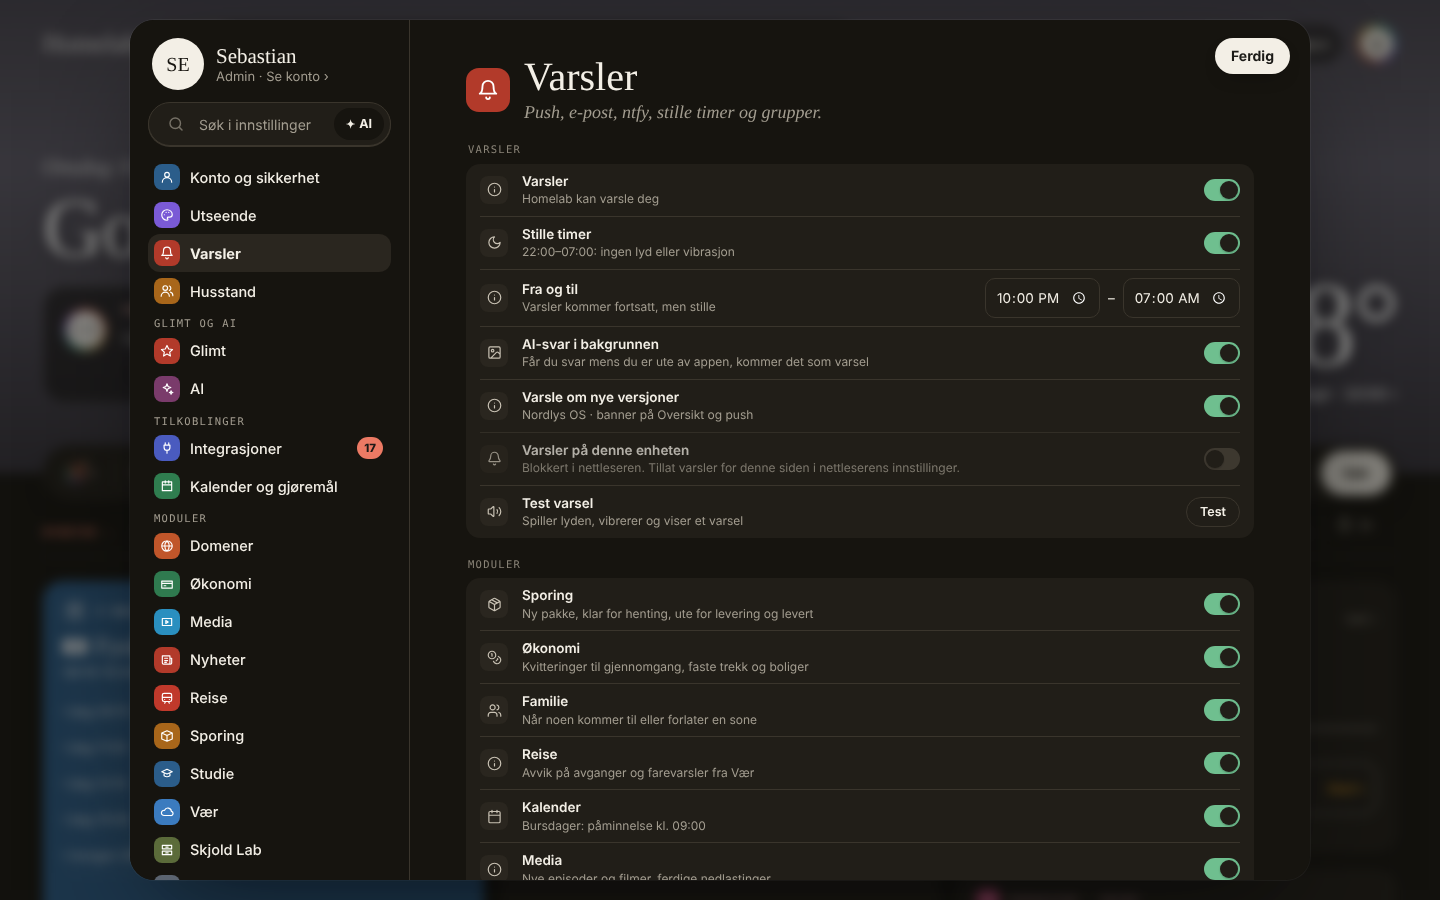 SE
Sebastian
Admin · Se konto ›
Søk i innstillinger
✦ AI
Konto og sikkerhet
Utseende
Varsler
Husstand
GLIMT OG AI
Glimt
AI
TILKOBLINGER
Integrasjoner
17
Kalender og gjøremål
MODULER
Domener
Økonomi
Media
Nyheter
Reise
Sporing
Studie
Vær
Skjold Lab
Ferdig
Varsler
Push, e-post, ntfy, stille timer og grupper.
VARSLER
Varsler
Homelab kan varsle deg
Stille timer
22:00–07:00: ingen lyd eller vibrasjon
Fra og til
Varsler kommer fortsatt, men stille
10:00 PM – 07:00 AM
AI-svar i bakgrunnen
Får du svar mens du er ute av appen, kommer det som varsel
Varsle om nye versjoner
Nordlys OS · banner på Oversikt og push
Varsler på denne enheten
Blokkert i nettleseren. Tillat varsler for denne siden i nettleserens innstillinger.
Test varsel
Spiller lyden, vibrerer og viser et varsel
Test
MODULER
Sporing
Ny pakke, klar for henting, ute for levering og levert
Økonomi
Kvitteringer til gjennomgang, faste trekk og boliger
Familie
Når noen kommer til eller forlater en sone
Reise
Avvik på avganger og farevarsler fra Vær
Kalender
Bursdager: påminnelse kl. 09:00
Media
Nye episoder og filmer, ferdige nedlastinger
Go
8°